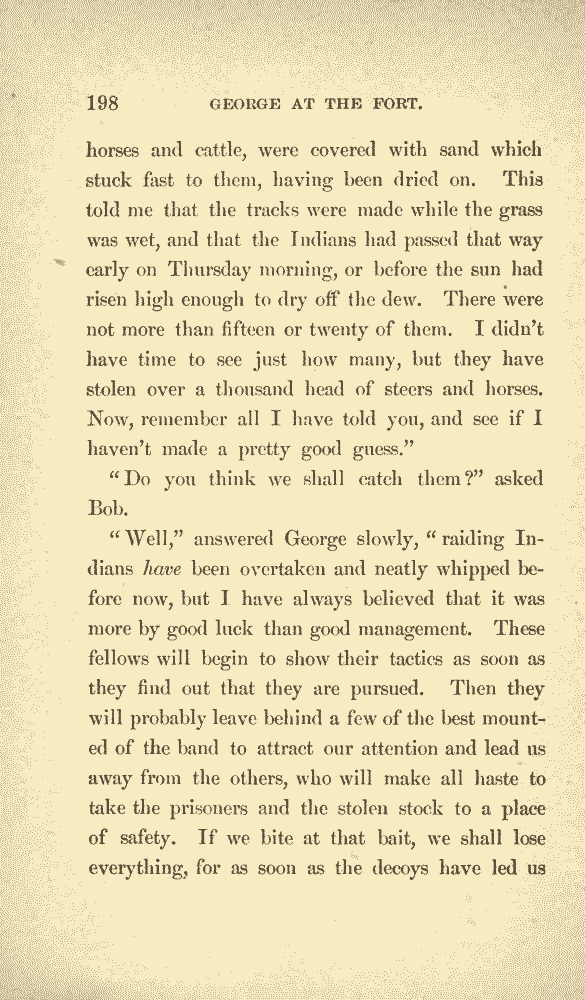 198 GEORGE AT THE FORT.
horses and cattle, were covered with sand which
stuck fast to them, having been dried on. This
told me that the tracks were made while the grass
was wet, and that the Indians had passed that way
early on Thursday morning, or before the sun had
risen high enough to dry off the dew. There were
not more than fifteen or twenty of them. I didn't
have time to see just how many, but they have
stolen over a thousand head of steers and horses.
Now, remember all I have told you, and see if I
haven't made a pretty good guess."
"Do you think we shall catch them?" asked
Bob.
"Well," answered George slowly, "raiding In-
dians have been overtaken and neatly whipped be-
fore now, but I have always believed that it was
more by good luck than good management. These
fellows will begin to show their tactics as soon as
they find out that they are pursued. Then they
will probably leave behind a few of the best mount-
ed of the band to attract our attention and lead us
away from the others, who will make all haste to
take the prisoners and the stolen stock to a place
of safety. If we bite at that bait, we shall lose
everything, for as soon as the decoys have led us